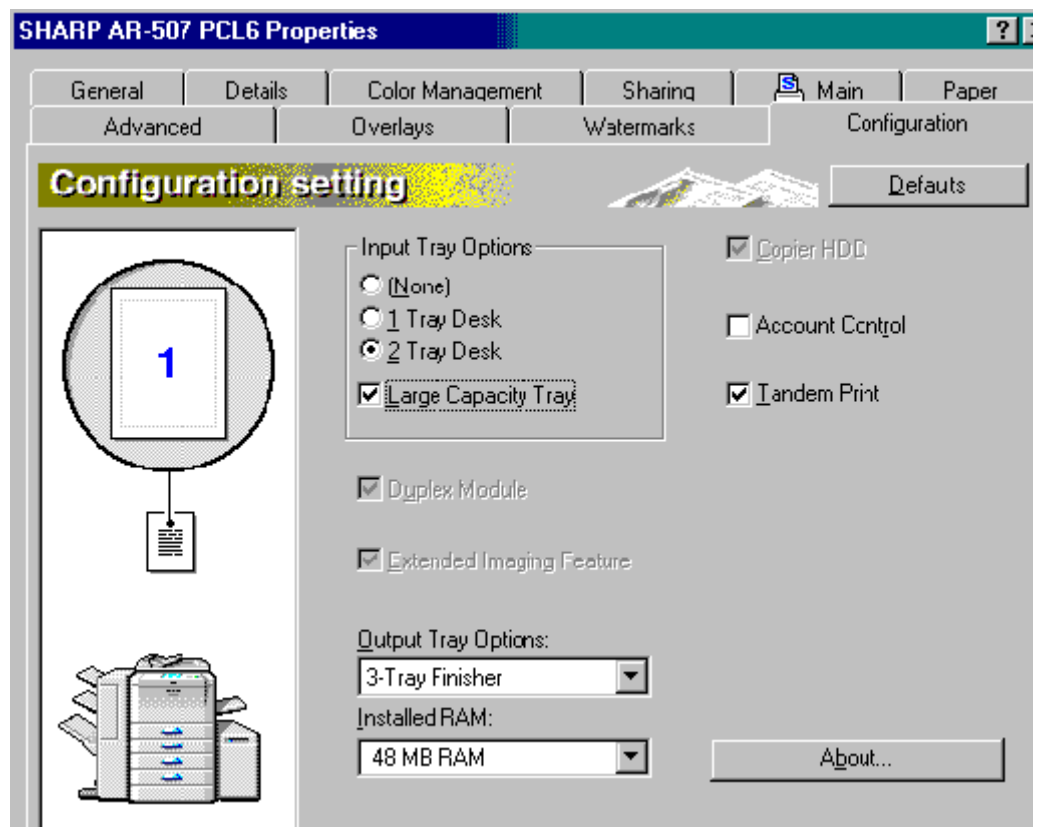 SHARP AR-507 PCL6 Properties
?
General Details Color Management Sharing S Main Paper
Advanced Overlays Watermarks Configuration
Configuration setting
Defauts
Input Tray Options
(None)
1 Tray Desk
2 Tray Desk
Large Capacity Tray
Copier HDD
Account Control
Tandem Print
1
Duplex Module
Extended Imaging Feature
Output Tray Options:
3-Tray Finisher
Installed RAM:
48 MB RAM
About...